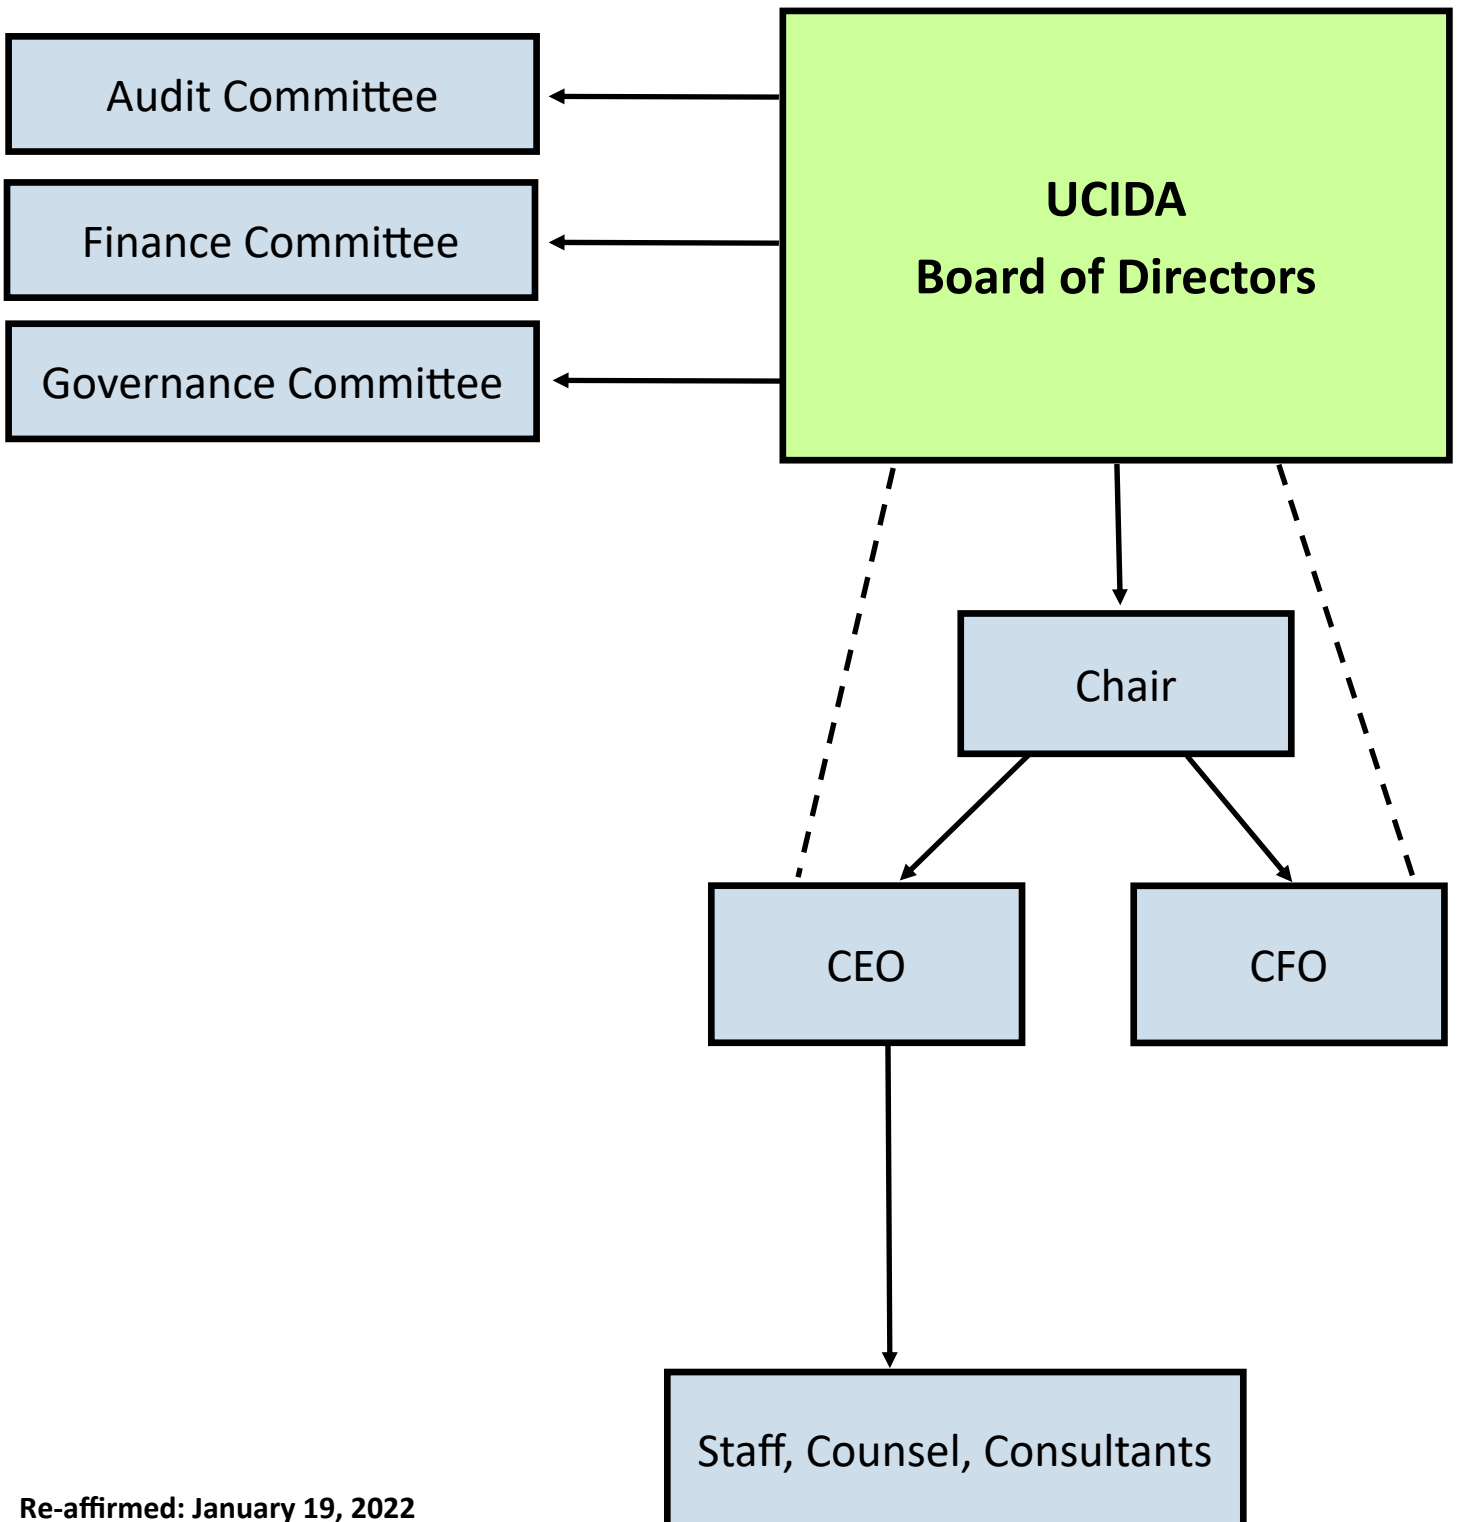 Audit Committee
Finance Committee
Governance Committee
UCIDA
Board of Directors
Chair
CEO
CFO
Staff, Counsel, Consultants
Re-affirmed: January 19, 2022